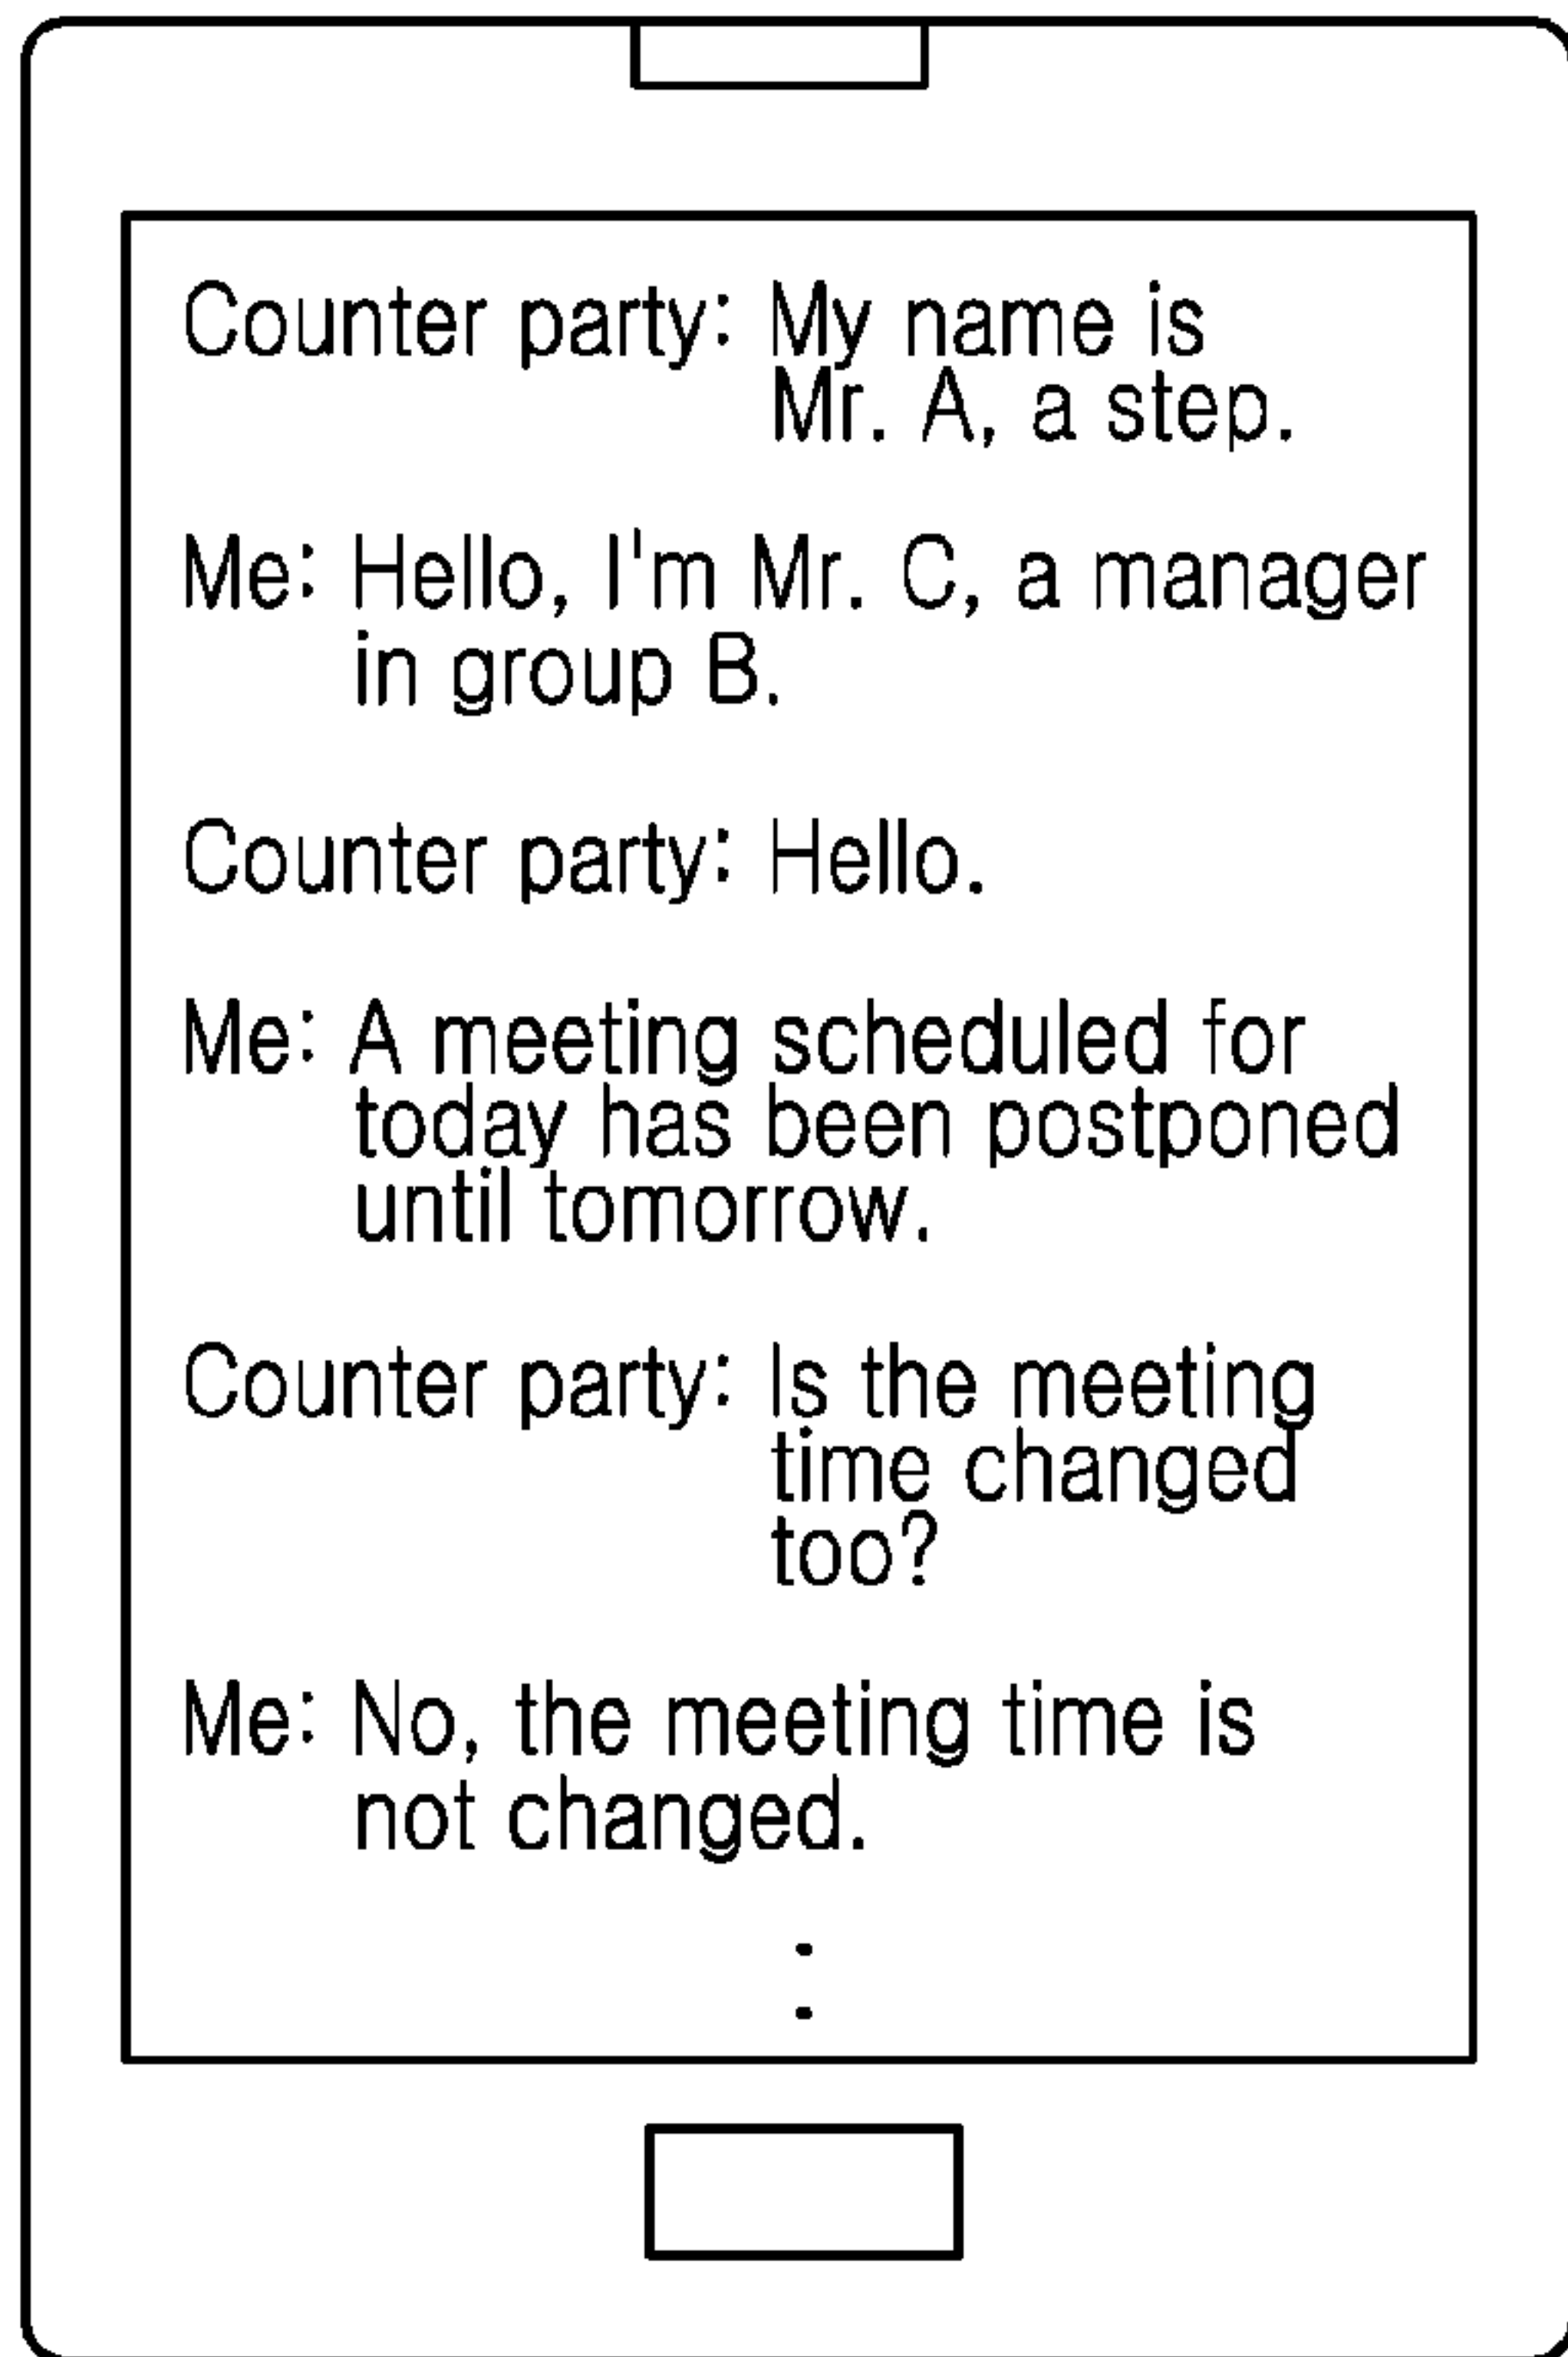 Counter party: My name is
Mr. A, a step.
Me: Hello, I'm Mr. C, a manager
in group B.
Counter party: Hello.
Me: A meeting scheduled for
today has been postponed
until tomorrow.
Counter party: Is the meeting
time changed
too?
Me: No, the meeting time is
not changed.
: